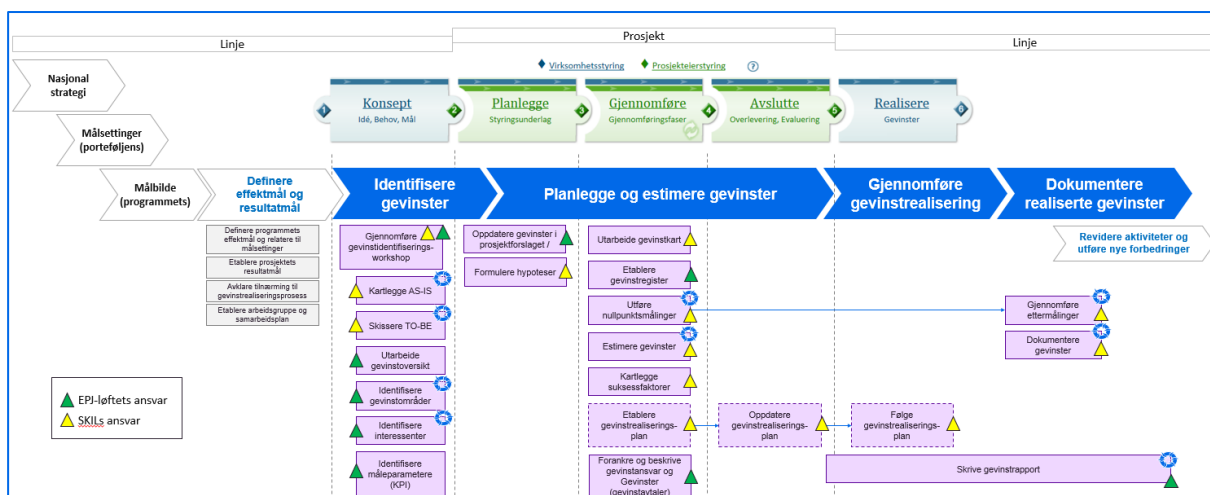 Linje
Prosjekt
Linje
Nasjonal
strategi
Virksomhetsstyring
Prosjekteierstyring
?
1
Konsept
Idé, Behov, Mål
2
Planlegge
Styringsunderlag
3
Gjennomføre
Gjennomføringsfaser
4
Avslutte
Overlevering, Evaluering
5
Realisere
Gevinster
6
Målsettinger
(porteføljens)
Målbilde
(programmets)
Definere
effektmål og
resultatmål
Identifisere
gevinster
Planlegge og estimere gevinster
Gjennomføre
gevinstrealisering
Dokumentere
realiserte gevinster
Revidere aktiviteter og
utføre nye forbedringer
Definere programmets
effektmål og relatere til
målsettinger
Etablere prosjektets
resultatmål
Avklare tilnærming til
gevinstrealiseringsprosess
Etablere arbeidsgruppe og
samarbeidsplan
Gjennomføre
gevinstidentifiserings-
workshop
Kartlegge AS-IS
Skissere TO-BE
Utarbeide
gevinstoversikt
Identifisere
gevinstområder
Identifisere
interessenter
Identifisere
måleparametere
(KPI)
Oppdatere gevinster i
prosjektforslaget /
Formulere hypoteser
Utarbeide gevinstkart
Etablere
gevinstregister
Utføre
nullpunktsmålinger
Estimere gevinster
Kartlegge
suksessfaktorer
Etablere
gevinstrealiserings-
plan
Forankre og beskrive
gevinstansvar og
Gevinster
(gevinstavtaler)
Oppdatere
gevinstrealiserings-
plan
Følge
gevinstrealiserings-
plan
Gjennomføre
ettermålinger
Dokumentere
gevinster
Skrive gevinstrapport
EPJ-løftets ansvar
SKILs ansvar